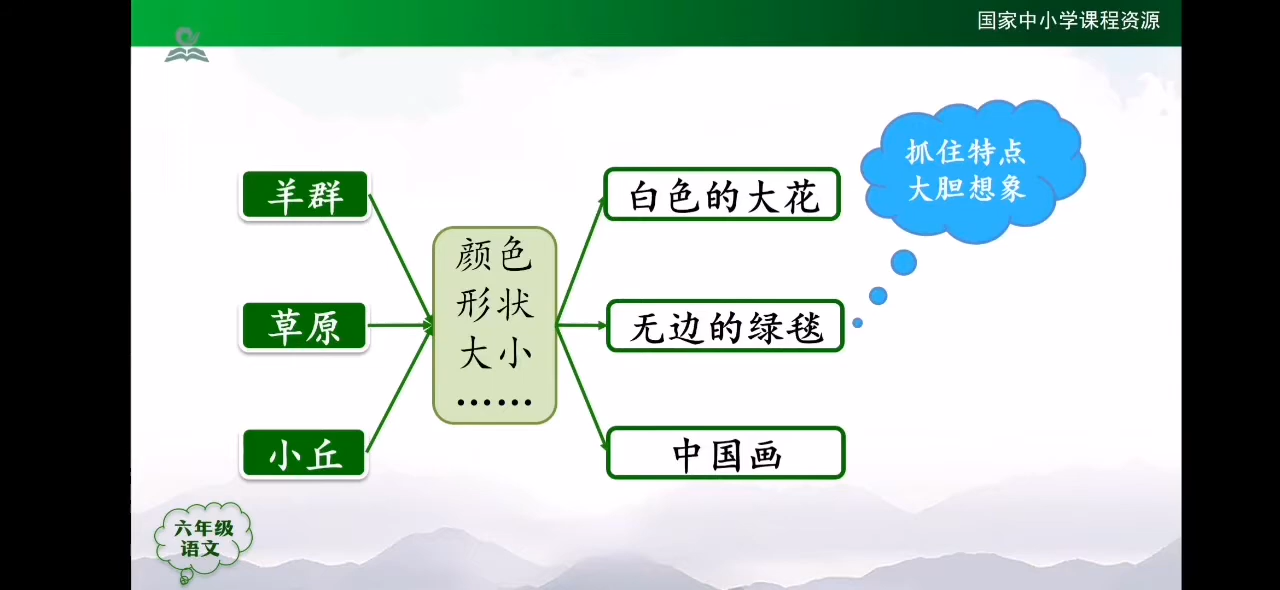 国家中小学课程资源
羊群
草原
小丘
颜色
形状
大小
……
白色的大花
无边的绿毯
中国画
抓住特点
大胆想象
六年级
语文